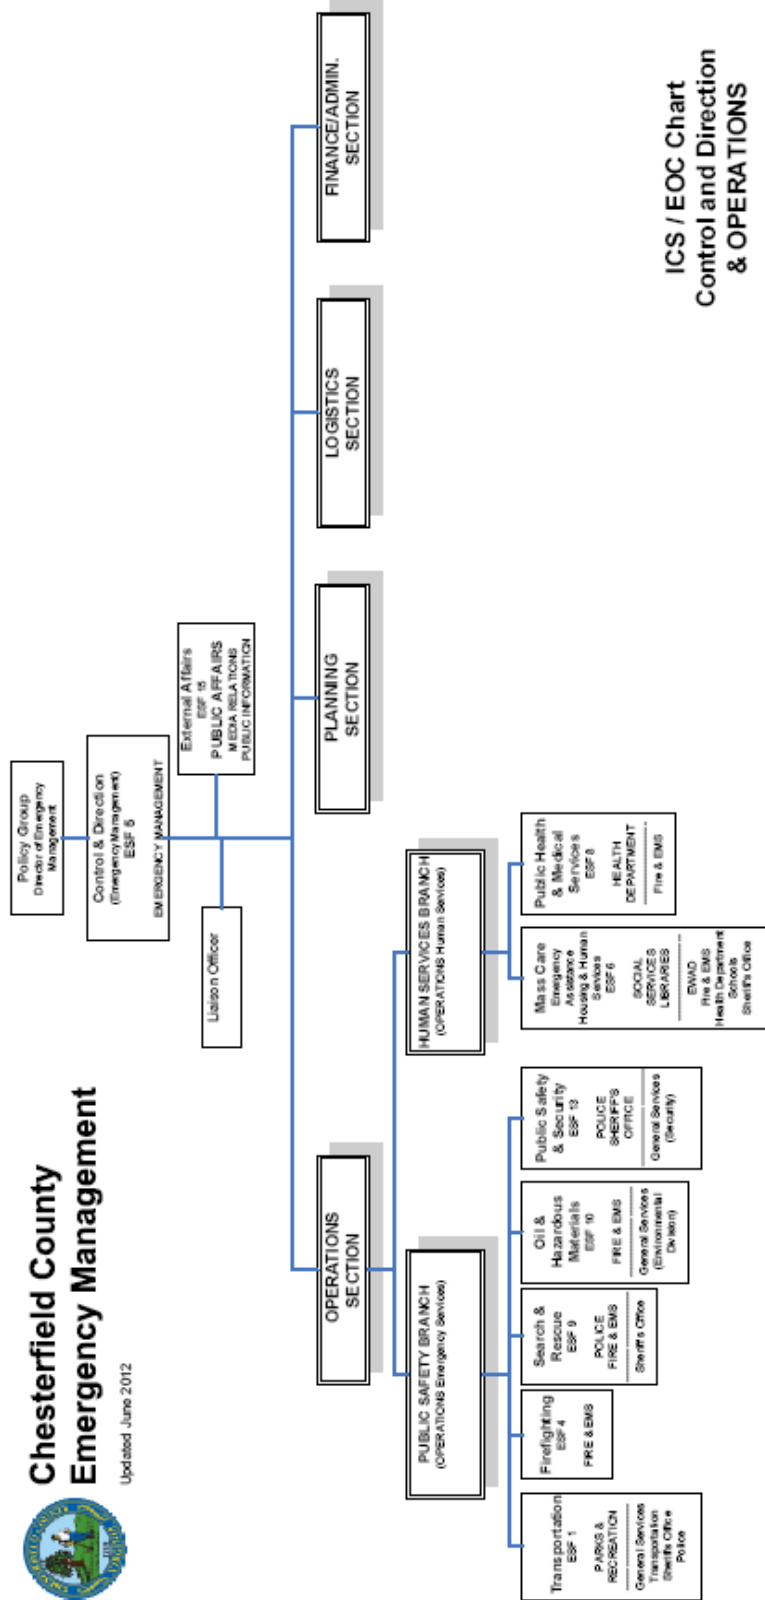 Chesterfield County
Emergency Management
Updated June 2012
Policy Group
Director of Emergency
Management
Control & Direction
(Emergency Management)
ESF 5
EMERGENCY MANAGEMENT
Liaison Officer
External Affairs
ESF 15
PUBLIC AFFAIRS
MEDIA RELATIONS
PUBLIC INFORMATION
OPERATIONS
SECTION
PLANNING
SECTION
LOGISTICS
SECTION
FINANCE/ADMIN.
SECTION
PUBLIC SAFETY BRANCH
(OPERATIONS Emergency Services)
HUMAN SERVICES BRANCH
(OPERATIONS Human Services)
Transportation
ESF 1
PARKS &
RECREATION
General Services
Transportation
Sheriff's Office
Police
Firefighting
ESF 4
FIRE & EMS
Search &
Rescue
ESF 9
POLICE
FIRE & EMS
Sheriff's Office
Oil &
Hazardous
Materials
ESF 10
FIRE & EMS
General Services
(Environmental
Division)
Public Safety
& Security
ESF 13
POLICE
SHERIFF'S
OFFICE
General Services
(Security)
Mass Care
Emergency
Assistance
Housing & Human
Services
ESF 6
SOCIAL
SERVICES
LIBRARIES
EWAD
Fire & EMS
Health Department
Schools
Sheriff's Office
Public Health
& Medical
Services
ESF 8
HEALTH
DEPARTMENT
Fire & EMS
ICS / EOC Chart
Control and Direction
& OPERATIONS